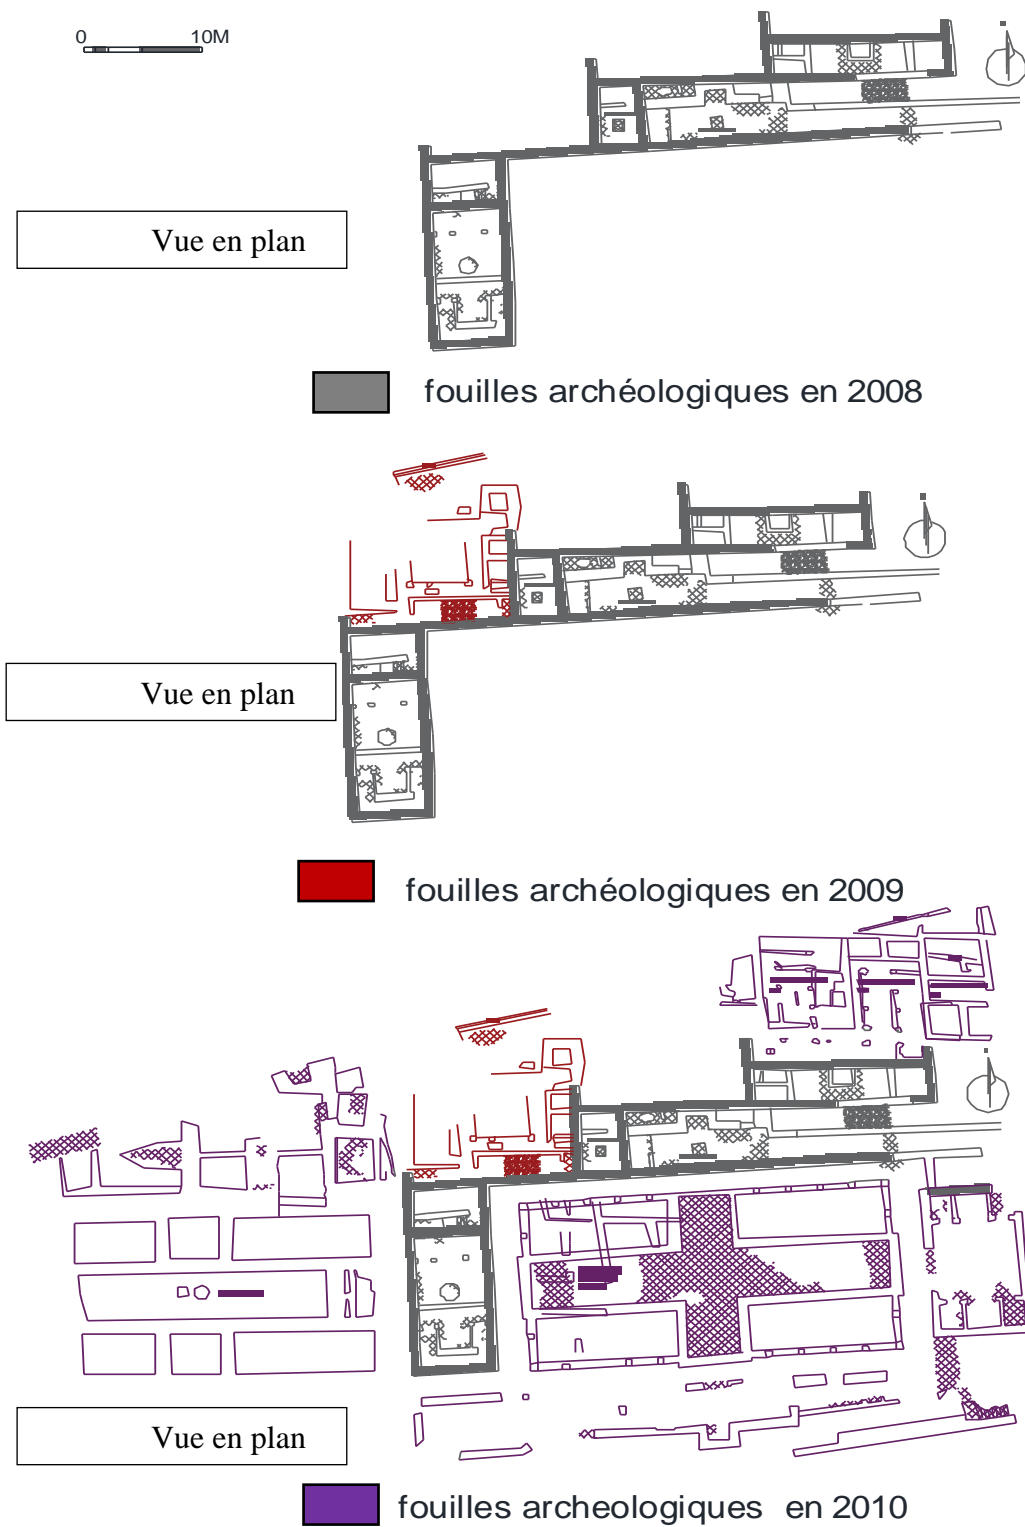 0 10M
Vue en plan
fouilles archéologiques en 2008
Vue en plan
fouilles archéologiques en 2009
Vue en plan
fouilles archeologiques en 2010